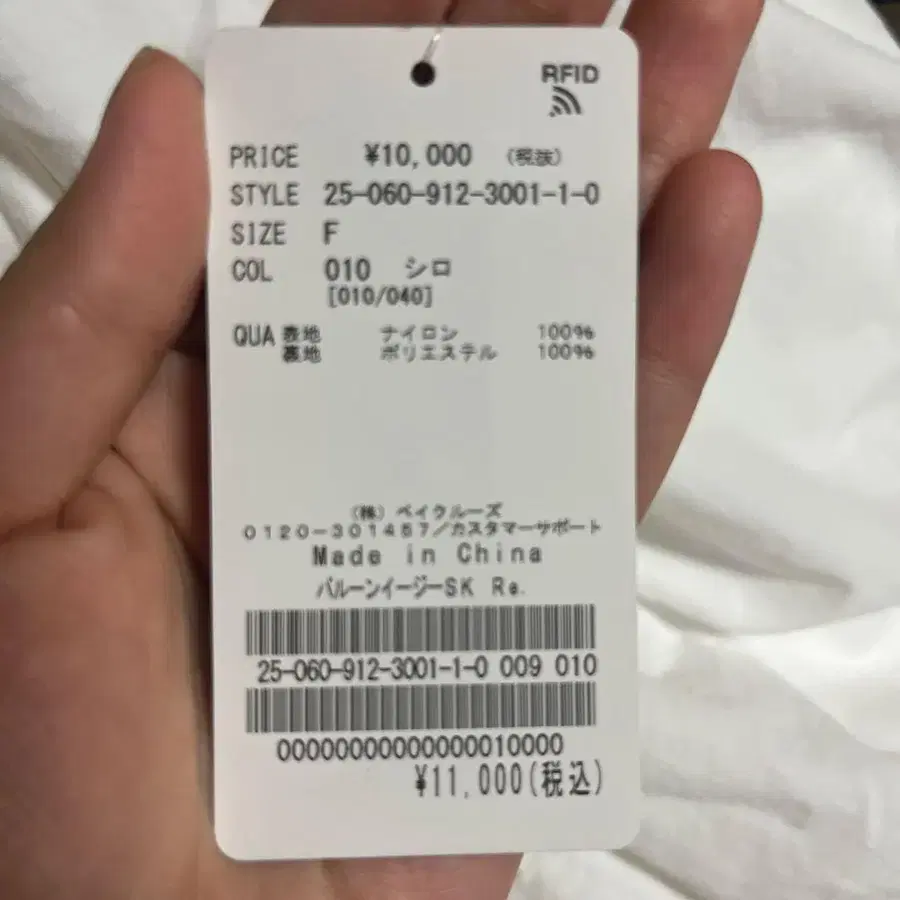 RFID
PRICE ¥10,000 (税抜)
STYLE 25-060-912-3001-1-0
SIZE F
COL 010 シロ
[010/040]
QUA 表地 ナイロン 100%
裏地 ポリエステル 100%
(株) ベイクルーズ
0120-301457/カスタマーサポート
Made in China
バルーンイージーSK Re.
25-060-912-3001-1-0 009 010
00000000000000010000
¥11,000(税込)